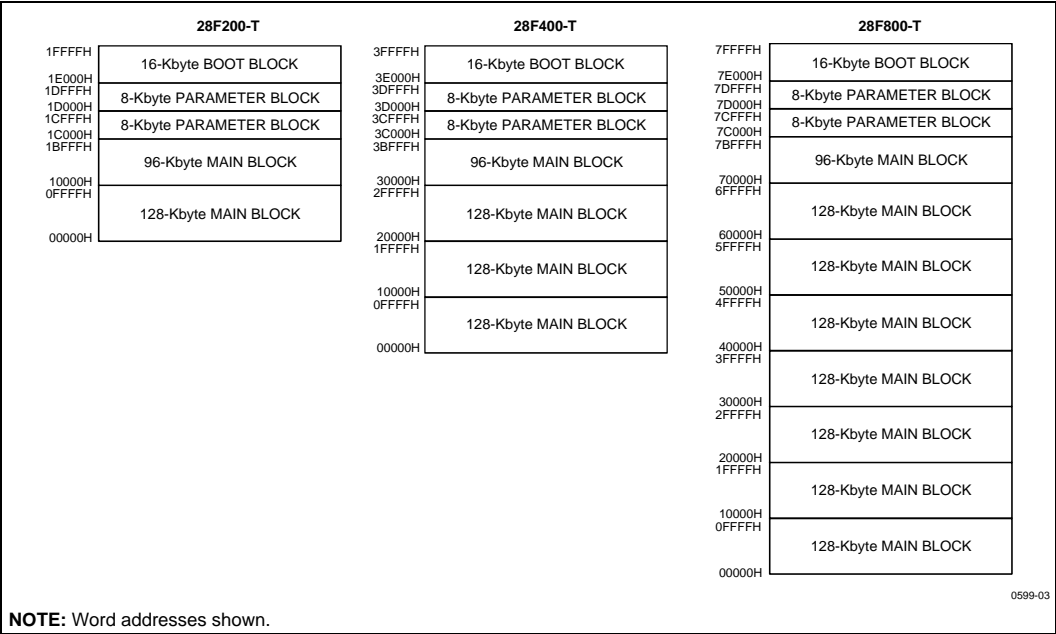 28F200-T
1FFFFH
16-Kbyte BOOT BLOCK
1E000H
1DFFFH
8-Kbyte PARAMETER BLOCK
1D000H
1CFFFH
8-Kbyte PARAMETER BLOCK
1C000H
1BFFFH
96-Kbyte MAIN BLOCK
10000H
0FFFFH
128-Kbyte MAIN BLOCK
00000H
28F400-T
3FFFFH
16-Kbyte BOOT BLOCK
3E000H
3DFFFH
8-Kbyte PARAMETER BLOCK
3D000H
3CFFFH
8-Kbyte PARAMETER BLOCK
3C000H
3BFFFH
96-Kbyte MAIN BLOCK
30000H
2FFFFH
128-Kbyte MAIN BLOCK
20000H
1FFFFH
128-Kbyte MAIN BLOCK
10000H
0FFFFH
128-Kbyte MAIN BLOCK
00000H
28F800-T
7FFFFH
16-Kbyte BOOT BLOCK
7E000H
7DFFFH
8-Kbyte PARAMETER BLOCK
7D000H
7CFFFH
8-Kbyte PARAMETER BLOCK
7C000H
7BFFFH
96-Kbyte MAIN BLOCK
70000H
6FFFFH
128-Kbyte MAIN BLOCK
60000H
5FFFFH
128-Kbyte MAIN BLOCK
50000H
4FFFFH
128-Kbyte MAIN BLOCK
40000H
3FFFFH
128-Kbyte MAIN BLOCK
30000H
2FFFFH
128-Kbyte MAIN BLOCK
20000H
1FFFFH
128-Kbyte MAIN BLOCK
10000H
0FFFFH
128-Kbyte MAIN BLOCK
00000H
0599-03
NOTE: Word addresses shown.